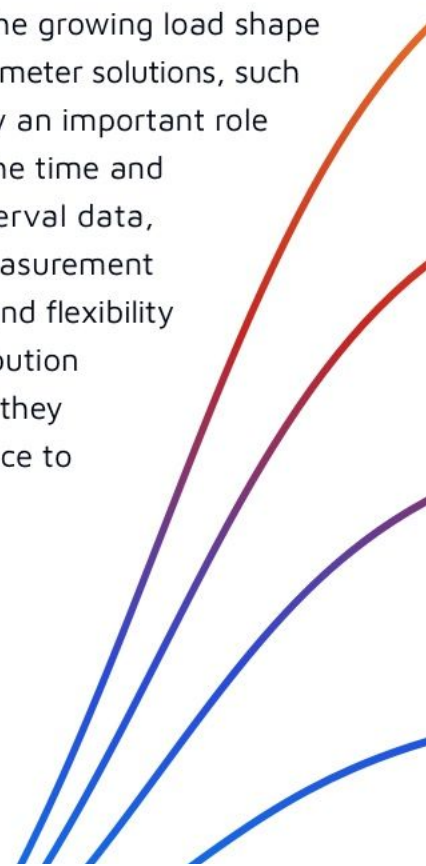 ne growing load shape
meter solutions, such
an important role
ne time and
erval data,
asurement
nd flexibility
bution
they
ce to